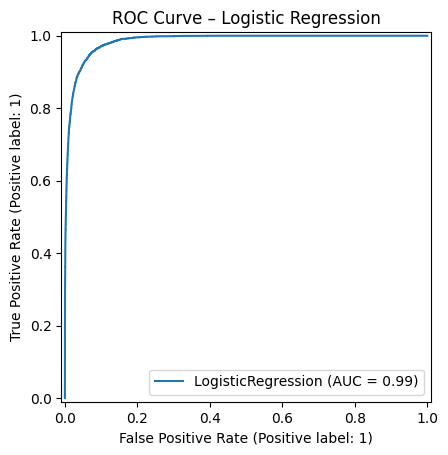 ROC Curve – Logistic Regression
True Positive Rate (Positive label: 1)
1.0
0.8
0.6
0.4
0.2
0.0
LogisticRegression (AUC = 0.99)
0.0 0.2 0.4 0.6 0.8 1.0
False Positive Rate (Positive label: 1)